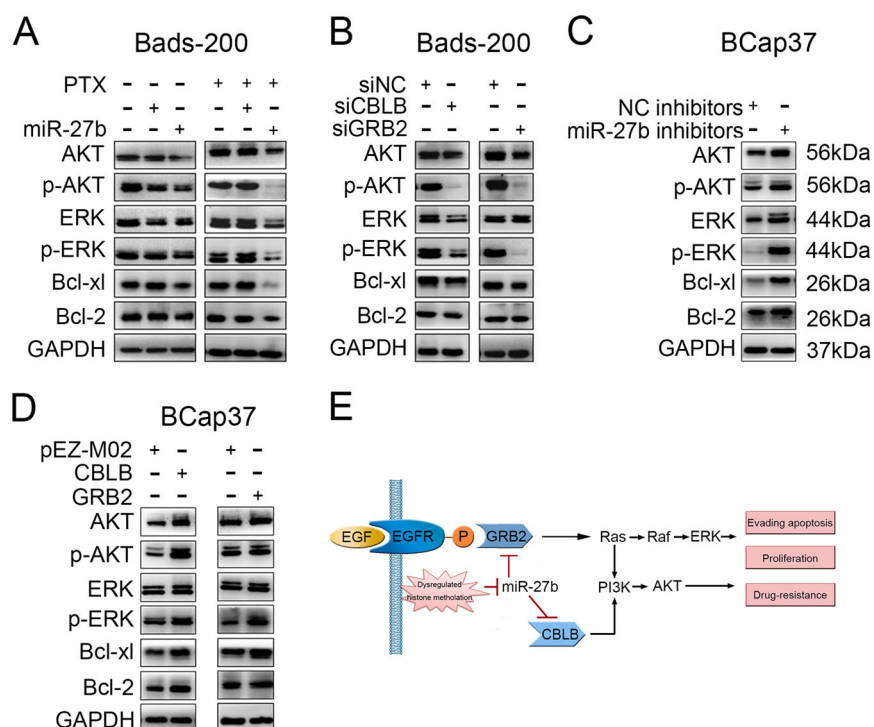 A
Bads-200
PTX - - - + + +
- + - - + -
miR-27b - - + - - +
AKT
p-AKT
ERK
p-ERK
Bcl-xl
Bcl-2
GAPDH
B
Bads-200
siNC + - + -
siCBLB - + - -
siGRB2 - - - +
AKT
p-AKT
ERK
p-ERK
Bcl-xl
Bcl-2
GAPDH
C
BCap37
NC inhibitors + -
miR-27b inhibitors - +
AKT 56kDa
p-AKT 56kDa
ERK 44kDa
p-ERK 44kDa
Bcl-xl 26kDa
Bcl-2 26kDa
GAPDH 37kDa
D
BCap37
pEZ-M02 + - + -
CBLB - + - -
GRB2 - - - +
AKT
p-AKT
ERK
p-ERK
Bcl-xl
Bcl-2
GAPDH
E
EGF EGFR P GRB2 Ras Raf ERK
Evading apoptosis
Proliferation
Drug-resistance
Dysregulated
histone metholation
miR-27b
PI3K AKT
CBLB